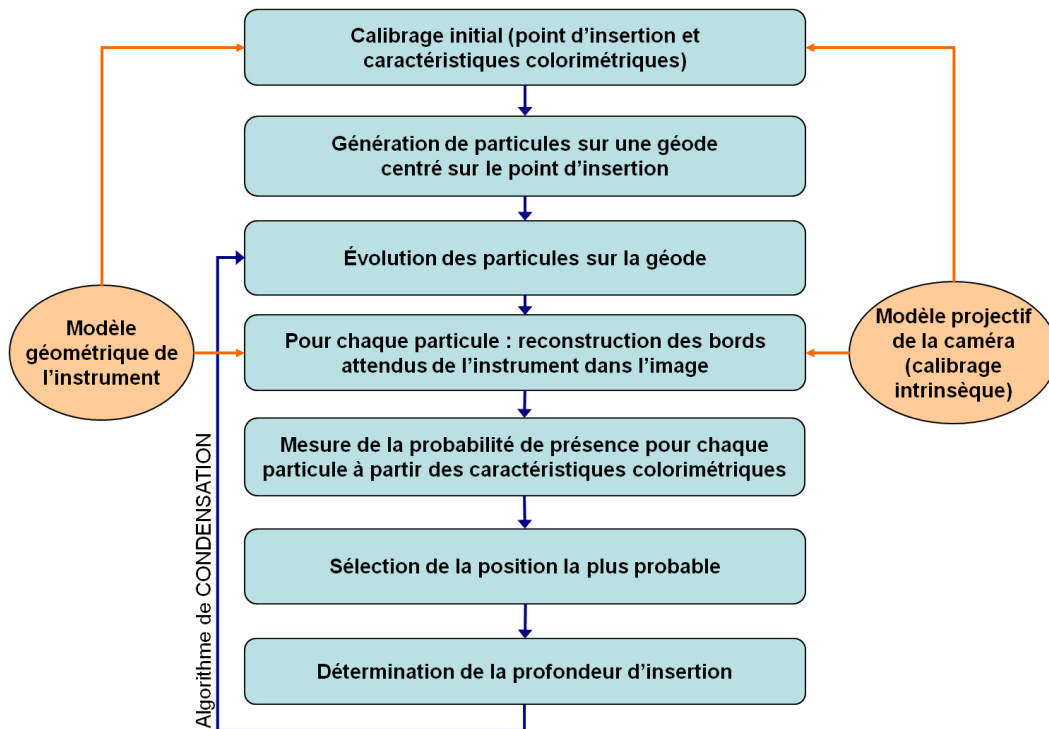 Calibrage initial (point d'insertion et
caractéristiques colorimétriques)
Génération de particules sur une géode
centré sur le point d'insertion
Évolution des particules sur la géode
Modèle
géométrique de
l'instrument
Pour chaque particule : reconstruction des bords
attendus de l'instrument dans l'image
Modèle projectif
de la caméra
(calibrage
intrinsèque)
Mesure de la probabilité de présence pour chaque
particule à partir des caractéristiques colorimétriques
Sélection de la position la plus probable
Détermination de la profondeur d'insertion
Algorithme de CONDENSATION